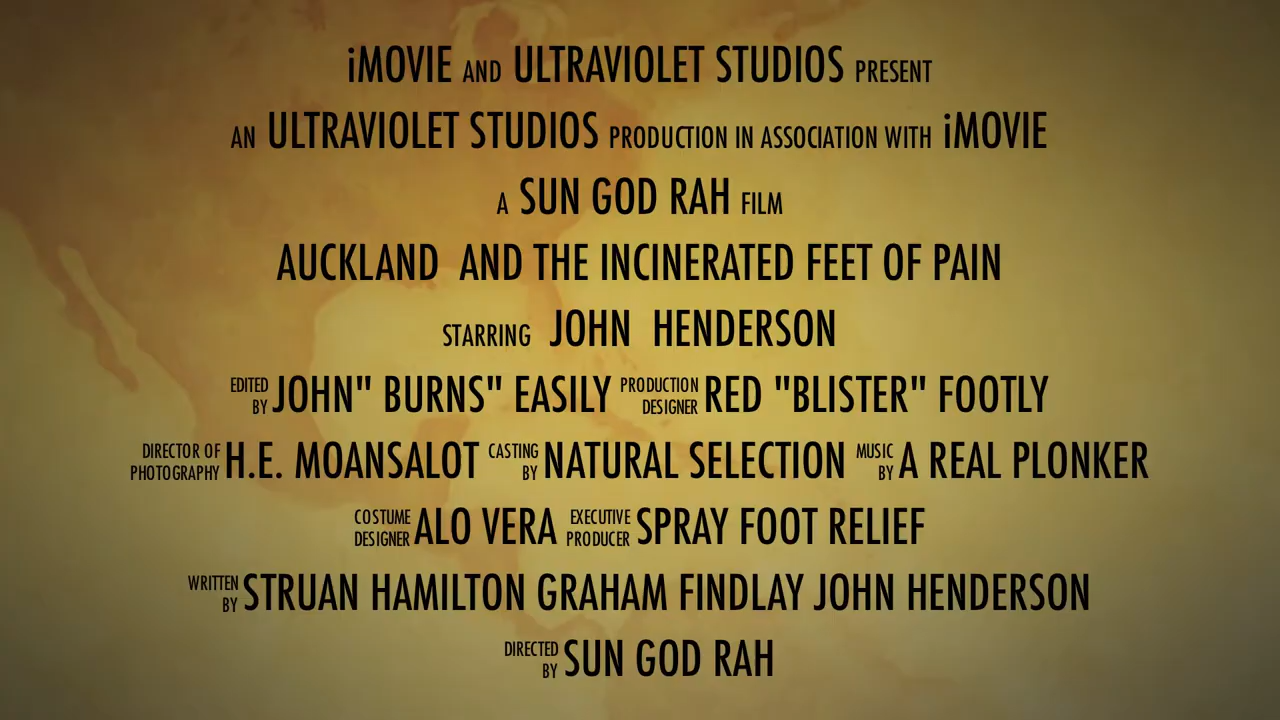 iMOVIE AND ULTRAVIOLET STUDIOS PRESENT
AN ULTRAVIOLET STUDIOS PRODUCTION IN ASSOCIATION WITH iMOVIE
A SUN GOD RAH FILM
AUCKLAND  AND THE INCINERATED FEET OF PAIN
STARRING JOHN  HENDERSON
EDITED BY JOHN" BURNS" EASILY PRODUCTION DESIGNER RED "BLISTER" FOOTLY
DIRECTOR OF PHOTOGRAPHY H.E. MOANSALOT CASTING BY NATURAL SELECTION MUSIC BY A REAL PLONKER
COSTUME DESIGNER ALO VERA EXECUTIVE PRODUCER SPRAY FOOT RELIEF
WRITTEN BY STRUAN HAMILTON GRAHAM FINDLAY JOHN HENDERSON
DIRECTED BY SUN GOD RAH